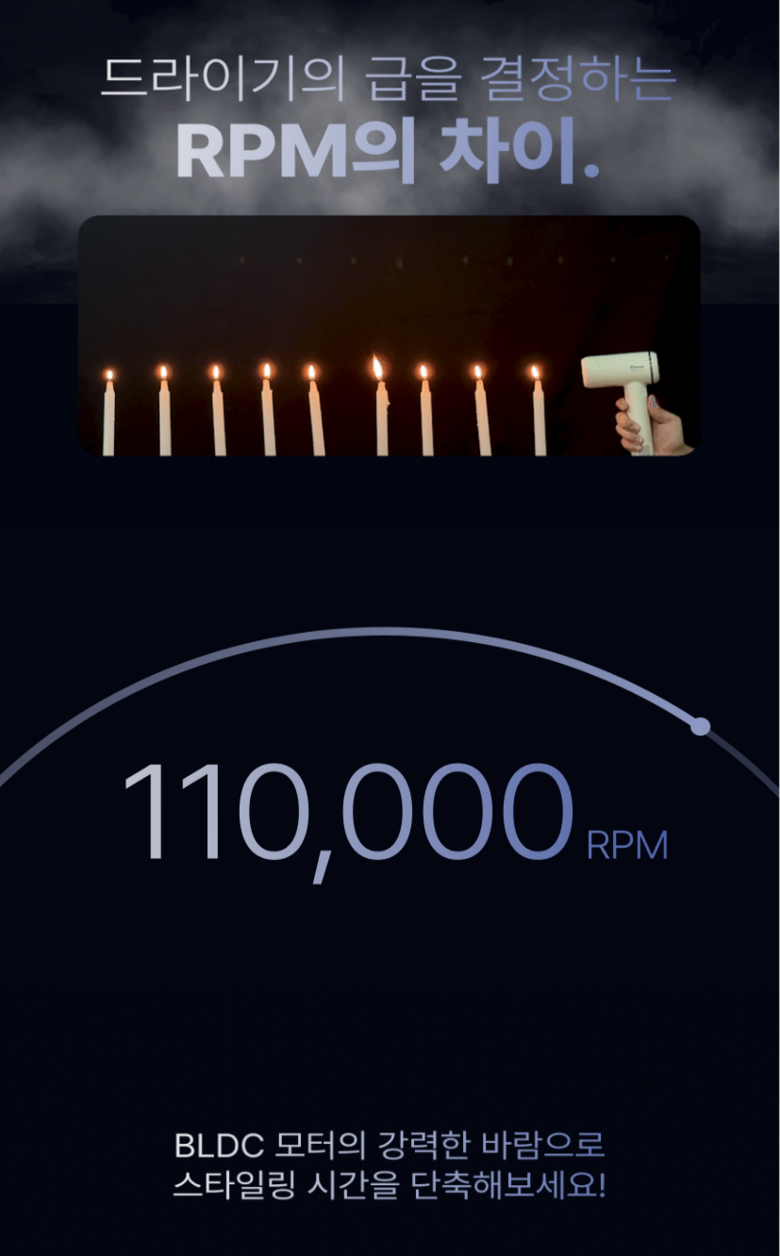 드라이기의 급을 결정하는
RPM의 차이.
110,000 RPM
BLDC 모터의 강력한 바람으로
스타일링 시간을 단축해보세요!